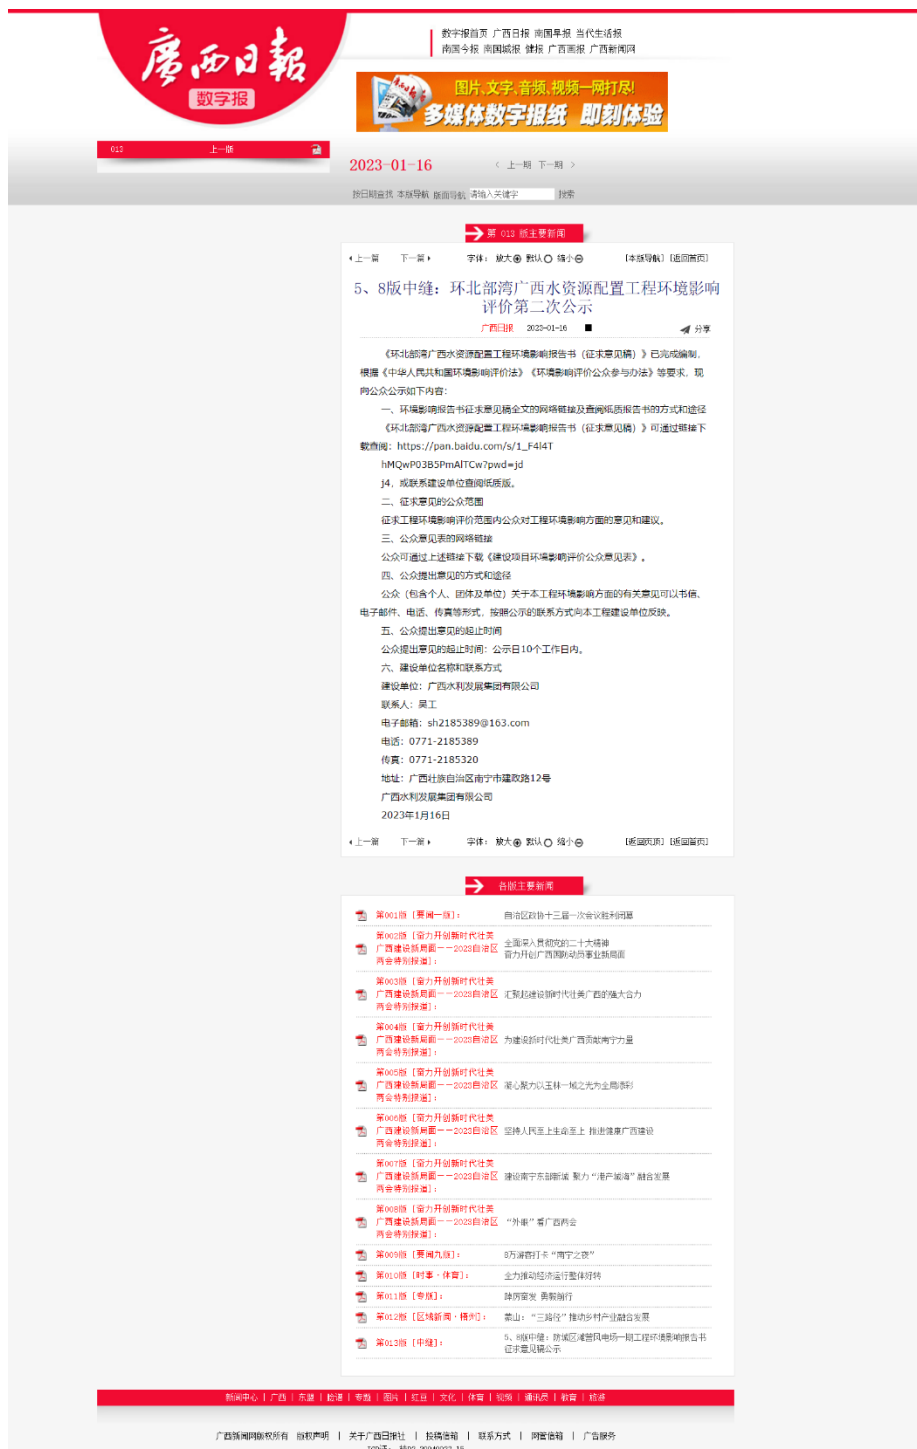 廣西日報
数字报
数字报首页 广西日报 南国早报 当代生活报
南国今报 南国城报 健报 广西画报 广西新闻网
图片、文字、音频、视频一网打尽!
多媒体数字报纸 即刻体验
013 上一版
2023-01-16 〈 上一期 下一期 〉
按日期查找 本版导航 版面导航 请输入关键字 搜索
第 013 版主要新闻
上一篇 下一篇 字体： 放大 默认 缩小 [本版导航] [返回首页]
5、8版中缝：环北部湾广西水资源配置工程环境影响
评价第二次公示
广西日报 2023-01-16 分享
《环北部湾广西水资源配置工程环境影响报告书（征求意见稿）》已完成编制，
根据《中华人民共和国环境影响评价法》《环境影响评价公众参与办法》等要求，现
向公众公示如下内容：
一、环境影响报告书征求意见稿全文的网络链接及查阅纸质报告书的方式和途径
《环北部湾广西水资源配置工程环境影响报告书（征求意见稿）》可通过链接下
载查阅：https://pan.baidu.com/s/1_F4l4T
hMQwP03B5PmAlTCw?pwd=jd
j4，或联系建设单位查阅纸质版。
二、征求意见的公众范围
征求工程环境影响评价范围内公众对工程环境影响方面的意见和建议。
三、公众意见表的网络链接
公众可通过上述链接下载《建设项目环境影响评价公众意见表》。
四、公众提出意见的方式和途径
公众（包含个人、团体及单位）关于本工程环境影响方面的有关意见可以书信、
电子邮件、电话、传真等形式，按照公示的联系方式向本工程建设单位反映。
五、公众提出意见的起止时间
公众提出意见的起止时间：公示日10个工作日内。
六、建设单位名称和联系方式
建设单位：广西水利发展集团有限公司
联系人：吴工
电子邮箱：sh2185389@163.com
电话：0771-2185389
传真：0771-2185320
地址：广西壮族自治区南宁市建政路12号
广西水利发展集团有限公司
2023年1月16日
上一篇 下一篇 字体： 放大 默认 缩小 [返回页顶] [返回首页]
各版主要新闻
第001版 [要闻一版]： 自治区政协十三届一次会议胜利闭幕
第002版 [奋力开创新时代壮美
广西建设新局面——2023自治区
两会特别报道]：
全面深入贯彻党的二十大精神
奋力开创广西国防动员事业新局面
第003版 [奋力开创新时代壮美
广西建设新局面——2023自治区 汇聚起建设新时代壮美广西的强大合力
两会特别报道]：
第004版 [奋力开创新时代壮美
广西建设新局面——2023自治区 为建设新时代壮美广西贡献南宁力量
两会特别报道]：
第005版 [奋力开创新时代壮美
广西建设新局面——2023自治区 凝心聚力以玉林一域之光为全局添彩
两会特别报道]：
第006版 [奋力开创新时代壮美
广西建设新局面——2023自治区 坚持人民至上生命至上 推进健康广西建设
两会特别报道]：
第007版 [奋力开创新时代壮美
广西建设新局面——2023自治区 建设南宁东部新城 聚力“港产城海”融合发展
两会特别报道]：
第008版 [奋力开创新时代壮美
广西建设新局面——2023自治区 “外眼”看广西两会
两会特别报道]：
第009版 [要闻九版]： 8万游客打卡“南宁之夜”
第010版 [时事·体育]： 全力推动经济运行整体好转
第011版 [专版]： 踔厉奋发 勇毅前行
第012版 [区域新闻·梧州]： 蒙山：“三路径”推动乡村产业融合发展
第013版 [中缝]： 5、8版中缝：防城区滩营风电场一期工程环境影响报告书
征求意见稿公示
新闻中心 | 广西 | 东盟 | 脸谱 | 专题 | 图片 | 红豆 | 文化 | 体育 | 视频 | 通讯员 | 教育 | 旅游
广西新闻网版权所有 版权声明 | 关于广西日报社 | 投稿信箱 | 联系方式 | 网管信箱 | 广告服务